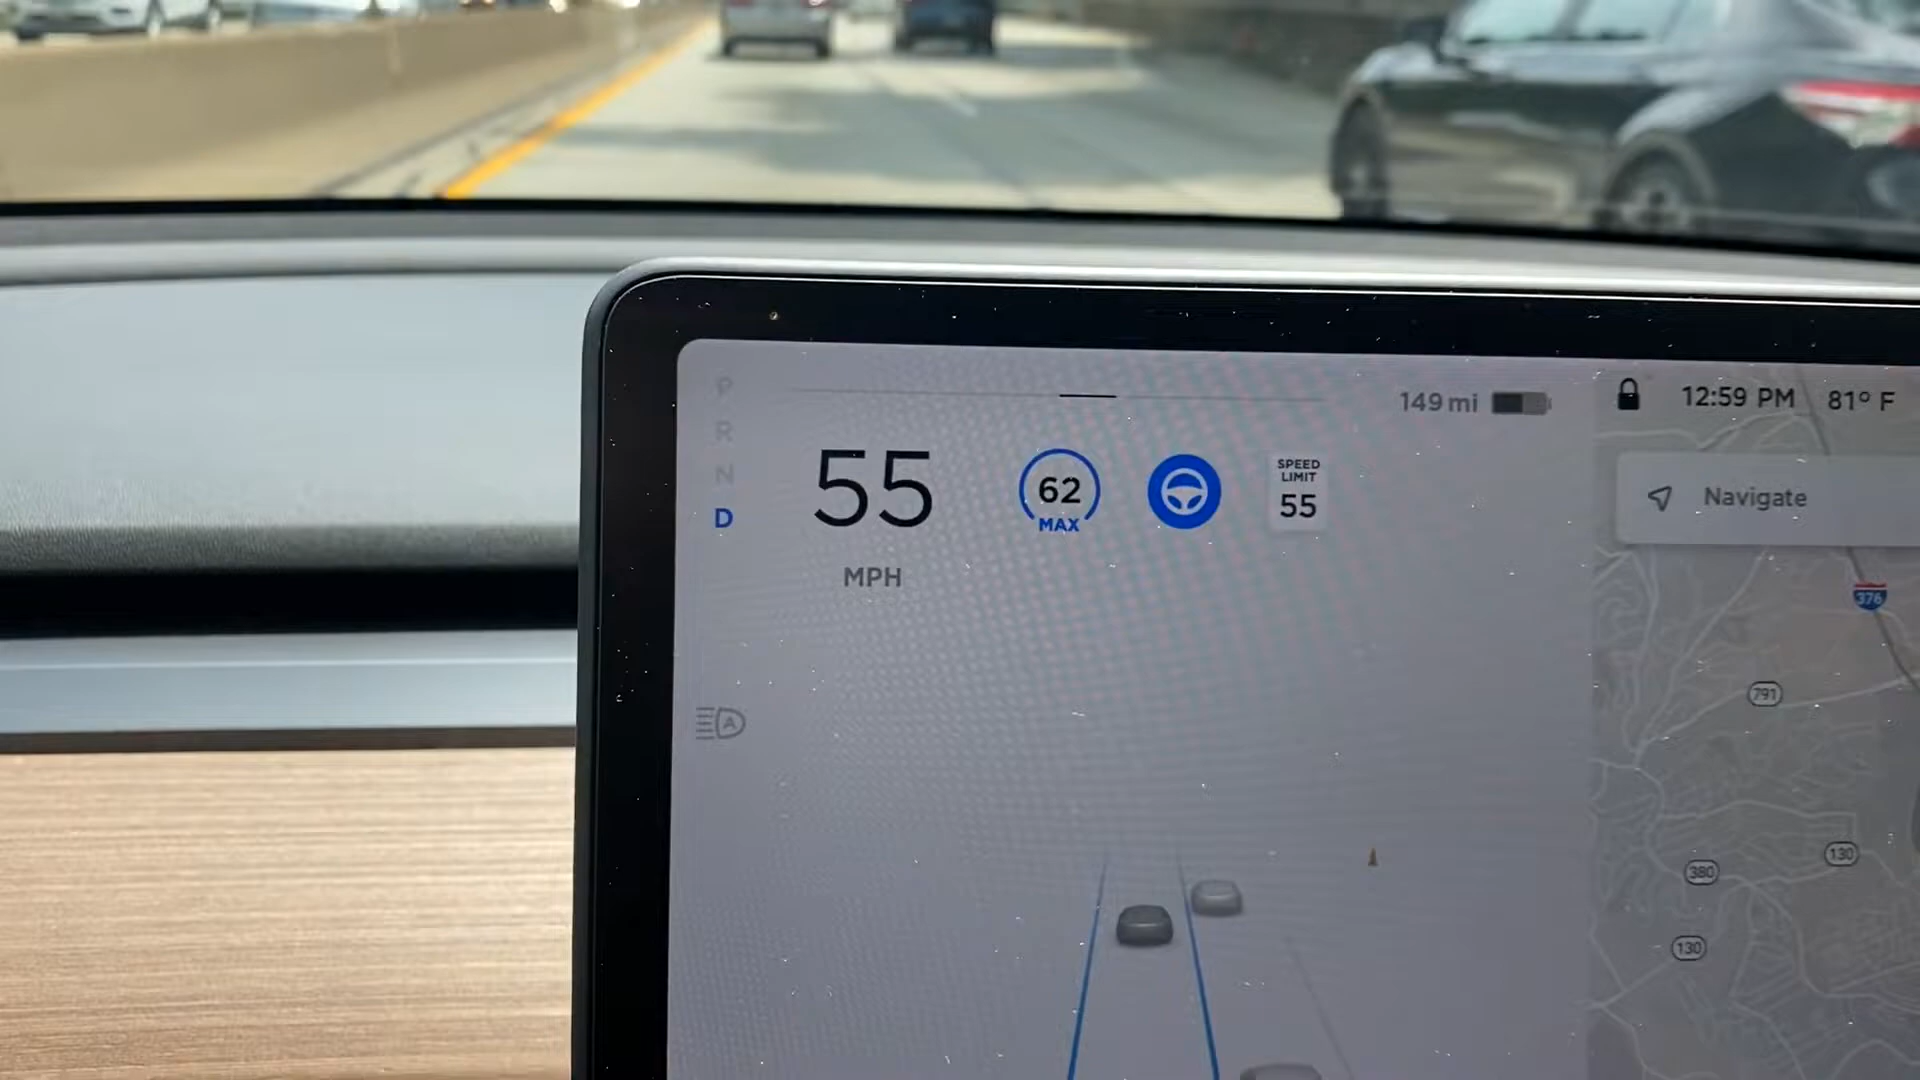 P
R
N
D
149 mi
12:59 PM 81° F
55
MPH
62
MAX
SPEED
LIMIT
55
Navigate
A
376
791
380
130
130